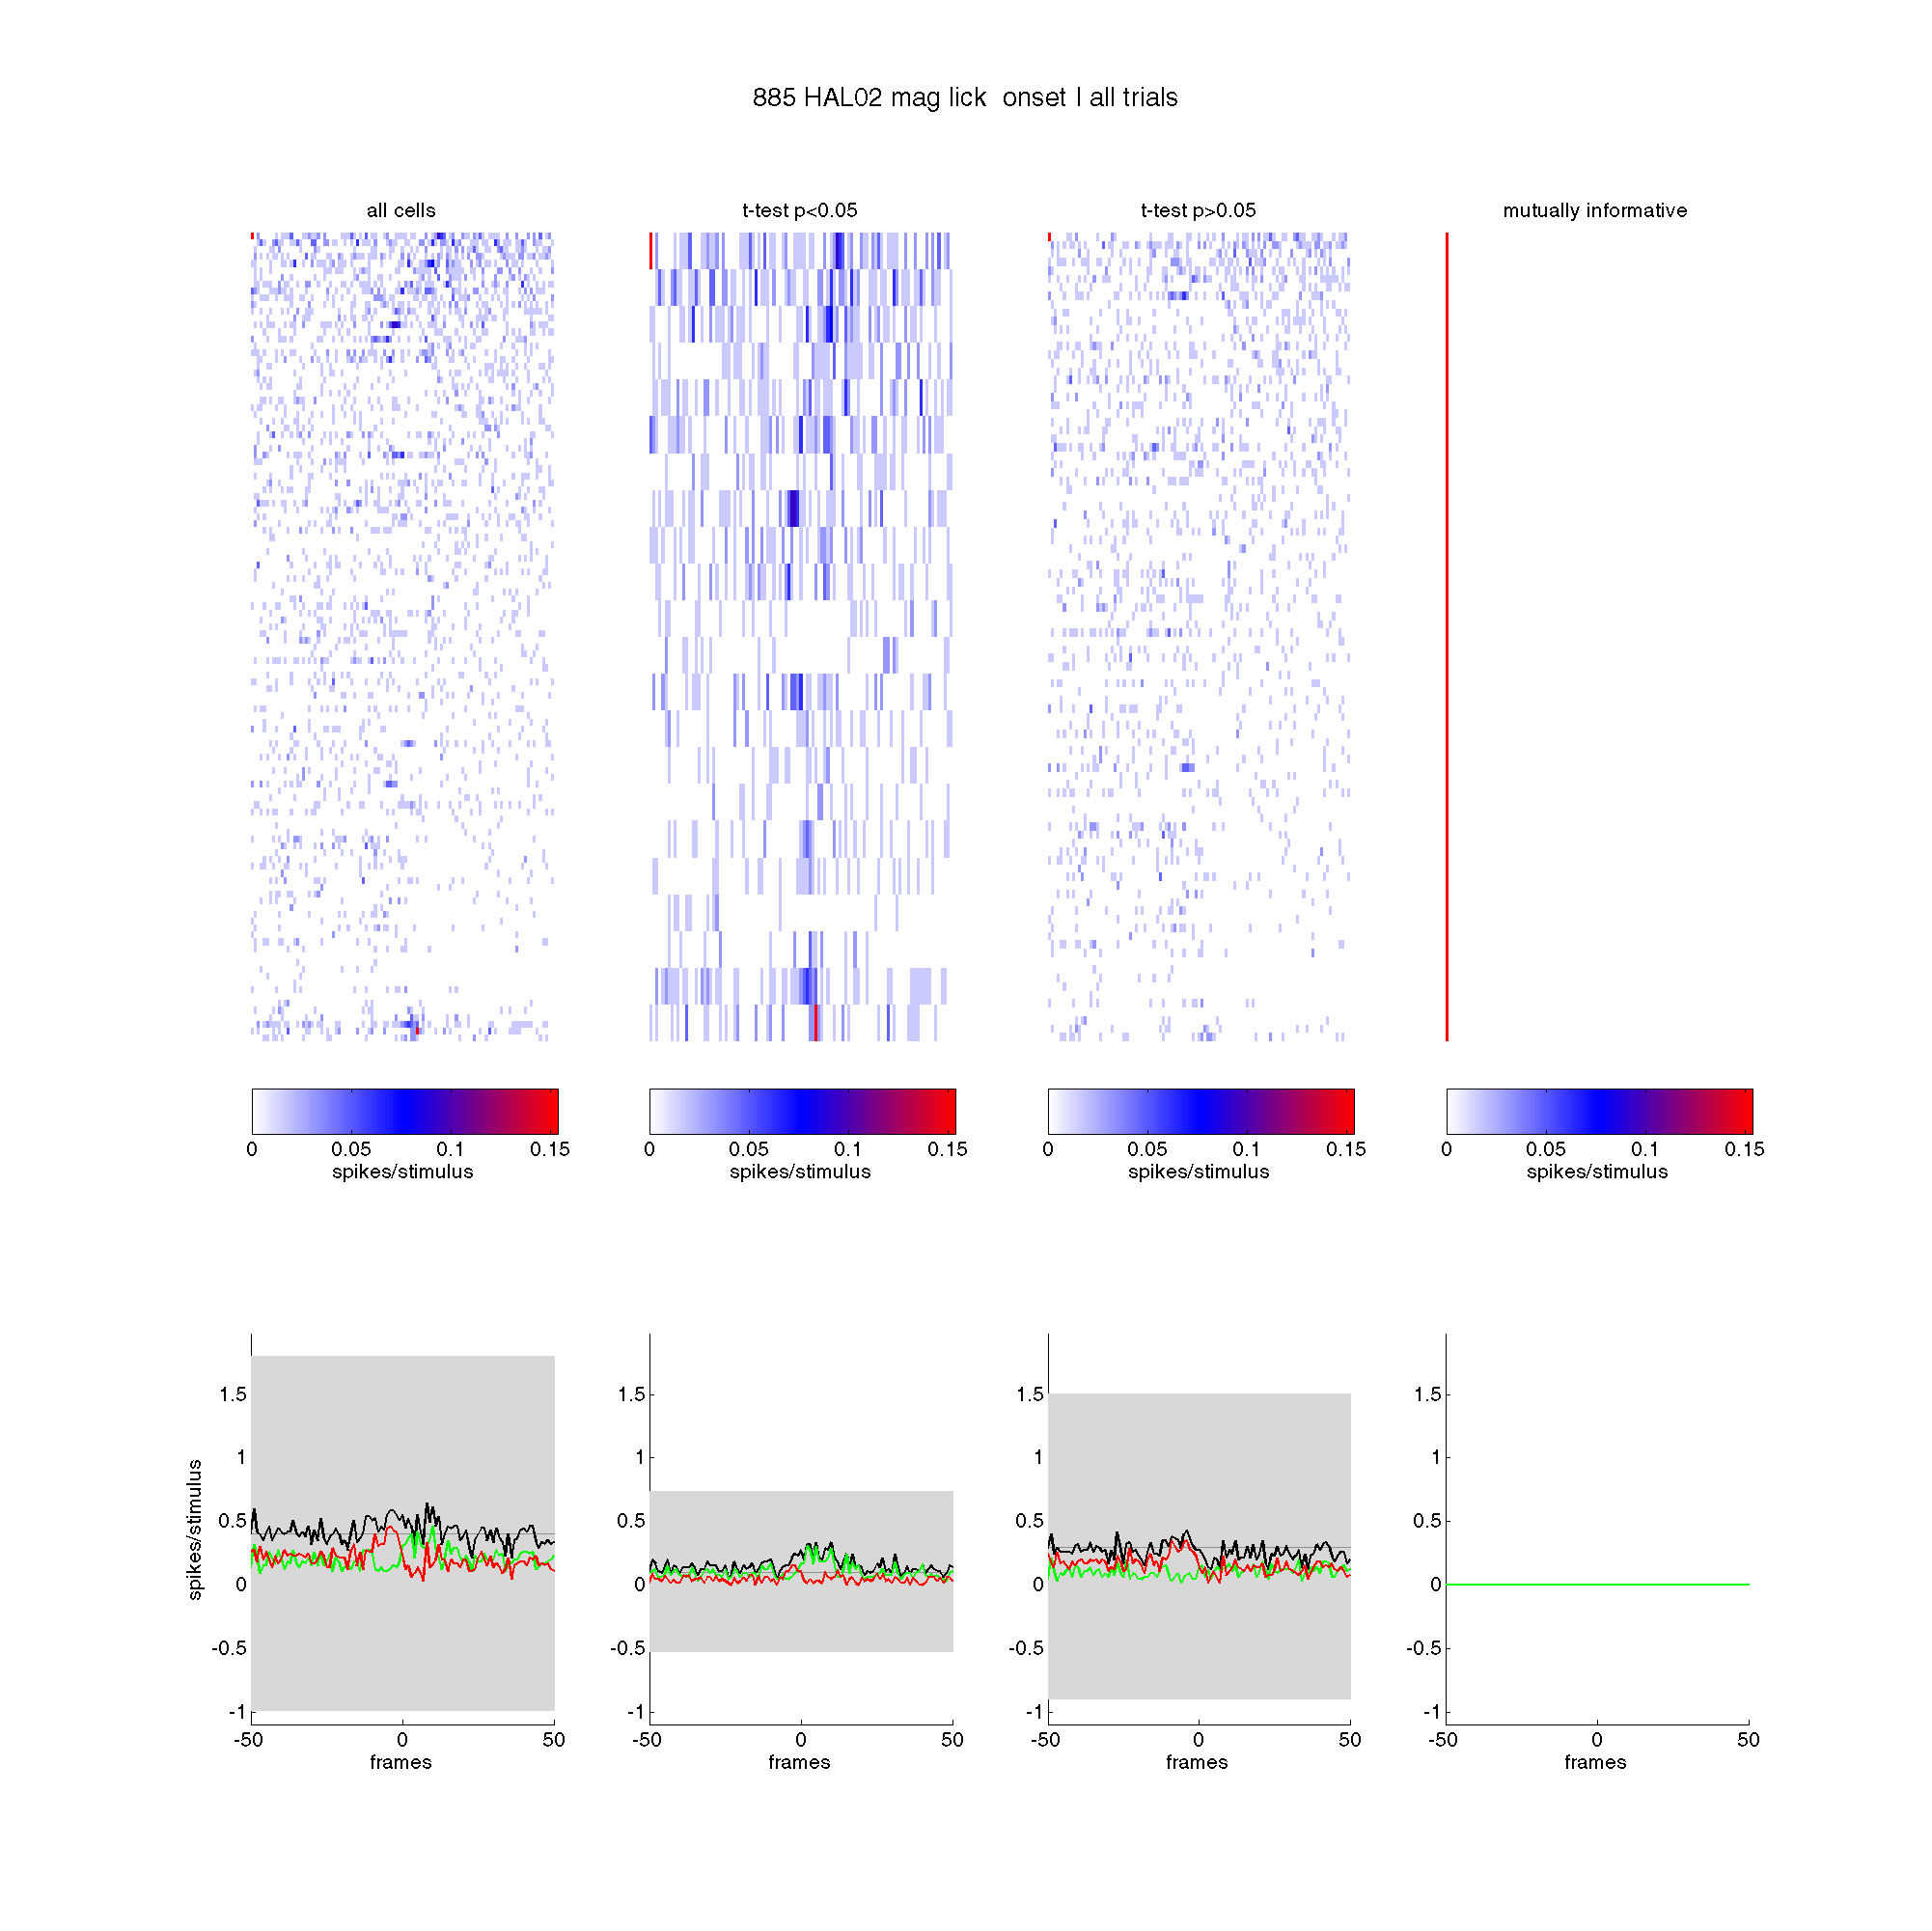 885 HAL02 mag lick  onset | all trials
all cells
t-test p<0.05
t-test p>0.05
mutually informative
0 0.05 0.1 0.15
spikes/stimulus
0 0.05 0.1 0.15
spikes/stimulus
0 0.05 0.1 0.15
spikes/stimulus
0 0.05 0.1 0.15
spikes/stimulus
spikes/stimulus
1.5
1
0.5
0
-0.5
-1
-50 0 50
frames
1.5
1
0.5
0
-0.5
-1
-50 0 50
frames
1.5
1
0.5
0
-0.5
-1
-50 0 50
frames
1.5
1
0.5
0
-0.5
-1
-50 0 50
frames